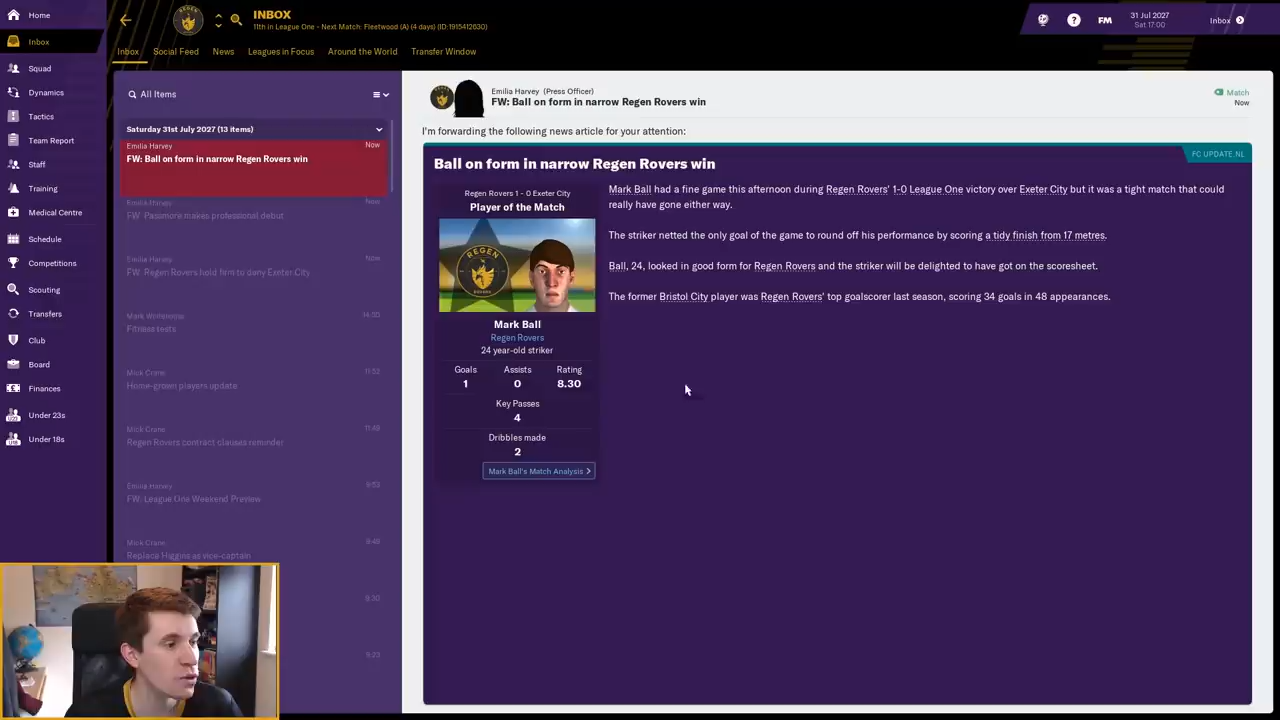 Home
Inbox
Squad
Dynamics
Tactics
Team Report
Staff
Training
Medical Centre
Schedule
Competitions
Scouting
Transfers
Club
Board
Finances
Under 23s
Under 18s
INBOX
11th in League One - Next Match: Fleetwood (A) (4 days) (ID:1915412630)
FM
31 Jul 2027
Sat 17:00
Inbox
Inbox Social Feed News Leagues in Focus Around the World Transfer Window
All Items
Saturday 31st July 2027 (13 items)
Emilia Harvey Now
FW: Ball on form in narrow Regen Rovers win
Emilia Harvey Now
FW: Passmore makes professional debut
Emilia Harvey Now
FW: Regen Rovers hold firm to deny Exeter City
Mark Winterbone
Fitness tests
Mick Crane 11:52
Home-grown players update
Mick Crane 11:48
Regen Rovers contract clauses reminder
Emilia Harvey 9:53
FW: League One Weekend Preview
Mick Crane 8:48
Replace Higgins as vice-captain
Emilia Harvey (Press Officer)
FW: Ball on form in narrow Regen Rovers win
Match
Now
I'm forwarding the following news article for your attention:
FC UPDATE.NL
Ball on form in narrow Regen Rovers win
Regen Rovers 1 - 0 Exeter City
Player of the Match
REGEN
ROVERS
Mark Ball
Regen Rovers
24 year-old striker
Goals Assists Rating
1 0 8.30
Key Passes
4
Dribbles made
2
Mark Ball's Match Analysis
Mark Ball had a fine game this afternoon during Regen Rovers' 1-0 League One victory over Exeter City but it was a tight match that could
really have gone either way.
The striker netted the only goal of the game to round off his performance by scoring a tidy finish from 17 metres.
Ball, 24, looked in good form for Regen Rovers and the striker will be delighted to have got on the scoresheet.
The former Bristol City player was Regen Rovers' top goalscorer last season, scoring 34 goals in 48 appearances.